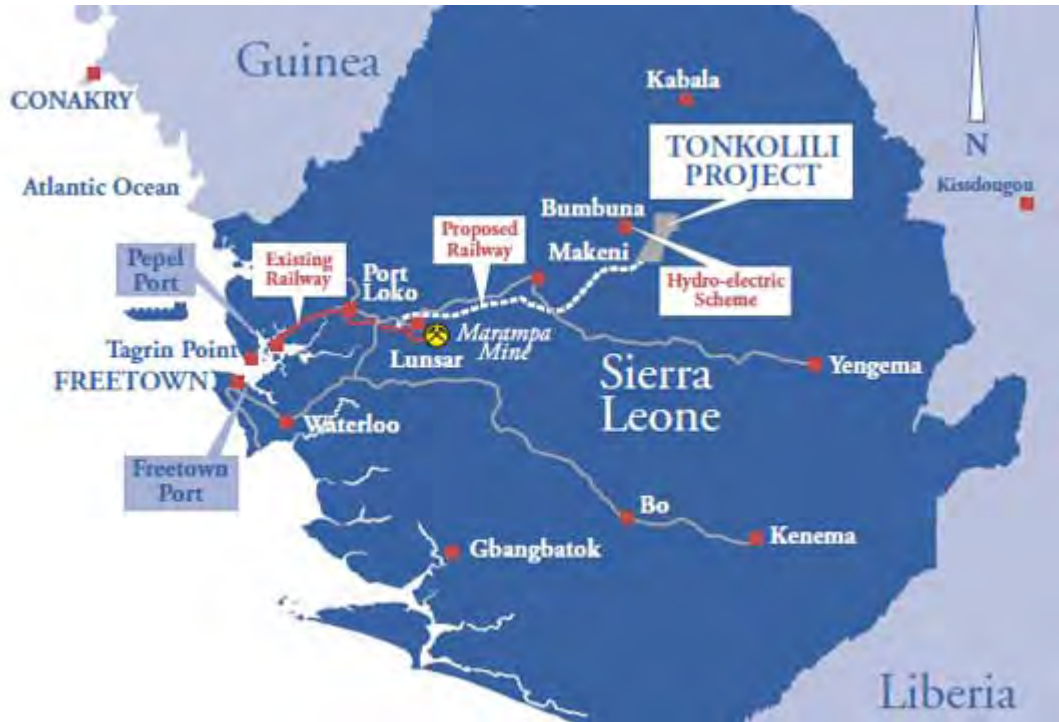 Guinea
Kabala
CONAKRY
TONKOLILI
PROJECT
N
Atlantic Ocean
Kissdougou
Bumbuna
Proposed
Railway
Makeni
Pepel
Port
Existing
Railway
Port
Loko
Hydro-electric
Scheme
Marampa
Mine
Tagrin Point
Lunsar
FREETOWN
Sierra
Leone
Yengema
Waterloo
Freetown
Port
Bo
Kenema
Gbangbatok
Liberia